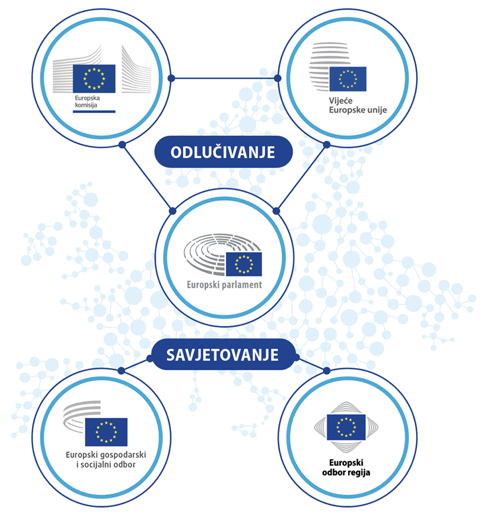 Europska
komisija
Vijeće
Europske unije
ODLUČIVANJE
Europski parlament
SAVJETOVANJE
Europski gospodarski
i socijalni odbor
Europski
odbor regija